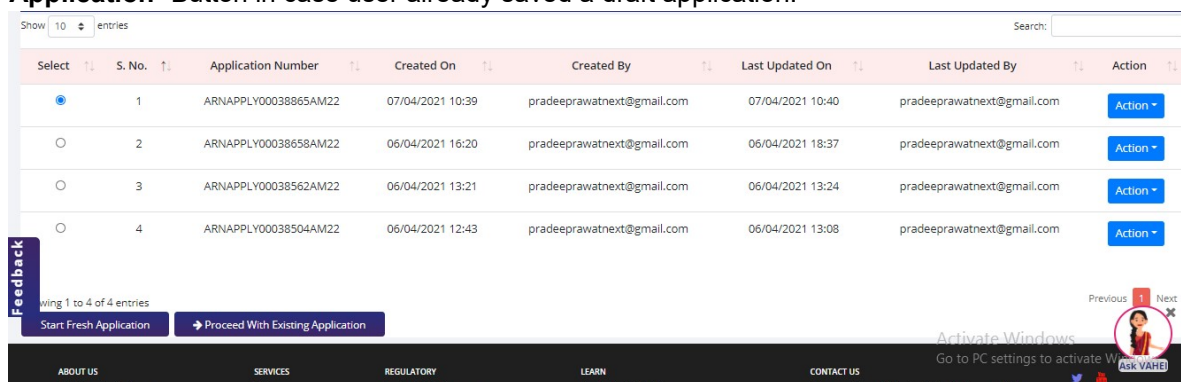 Application" Button in case user already saved a draft application.
Show 10 entries Search:
Select S. No. Application Number Created On Created By Last Updated On Last Updated By Action
1 ARNAPPLY00038865AM22 07/04/2021 10:39 pradeeprawatnext@gmail.com 07/04/2021 10:40 pradeeprawatnext@gmail.com Action
2 ARNAPPLY00038658AM22 06/04/2021 16:20 pradeeprawatnext@gmail.com 06/04/2021 18:37 pradeeprawatnext@gmail.com Action
3 ARNAPPLY00038562AM22 06/04/2021 13:21 pradeeprawatnext@gmail.com 06/04/2021 13:24 pradeeprawatnext@gmail.com Action
4 ARNAPPLY00038504AM22 06/04/2021 12:43 pradeeprawatnext@gmail.com 06/04/2021 13:08 pradeeprawatnext@gmail.com Action
Feedback
wing 1 to 4 of 4 entries Previous 1 Next
Start Fresh Application Proceed With Existing Application
Activate Windows
Go to PC settings to activate
Ask VAHEI
ABOUT US SERVICES REGULATORY LEARN CONTACT US